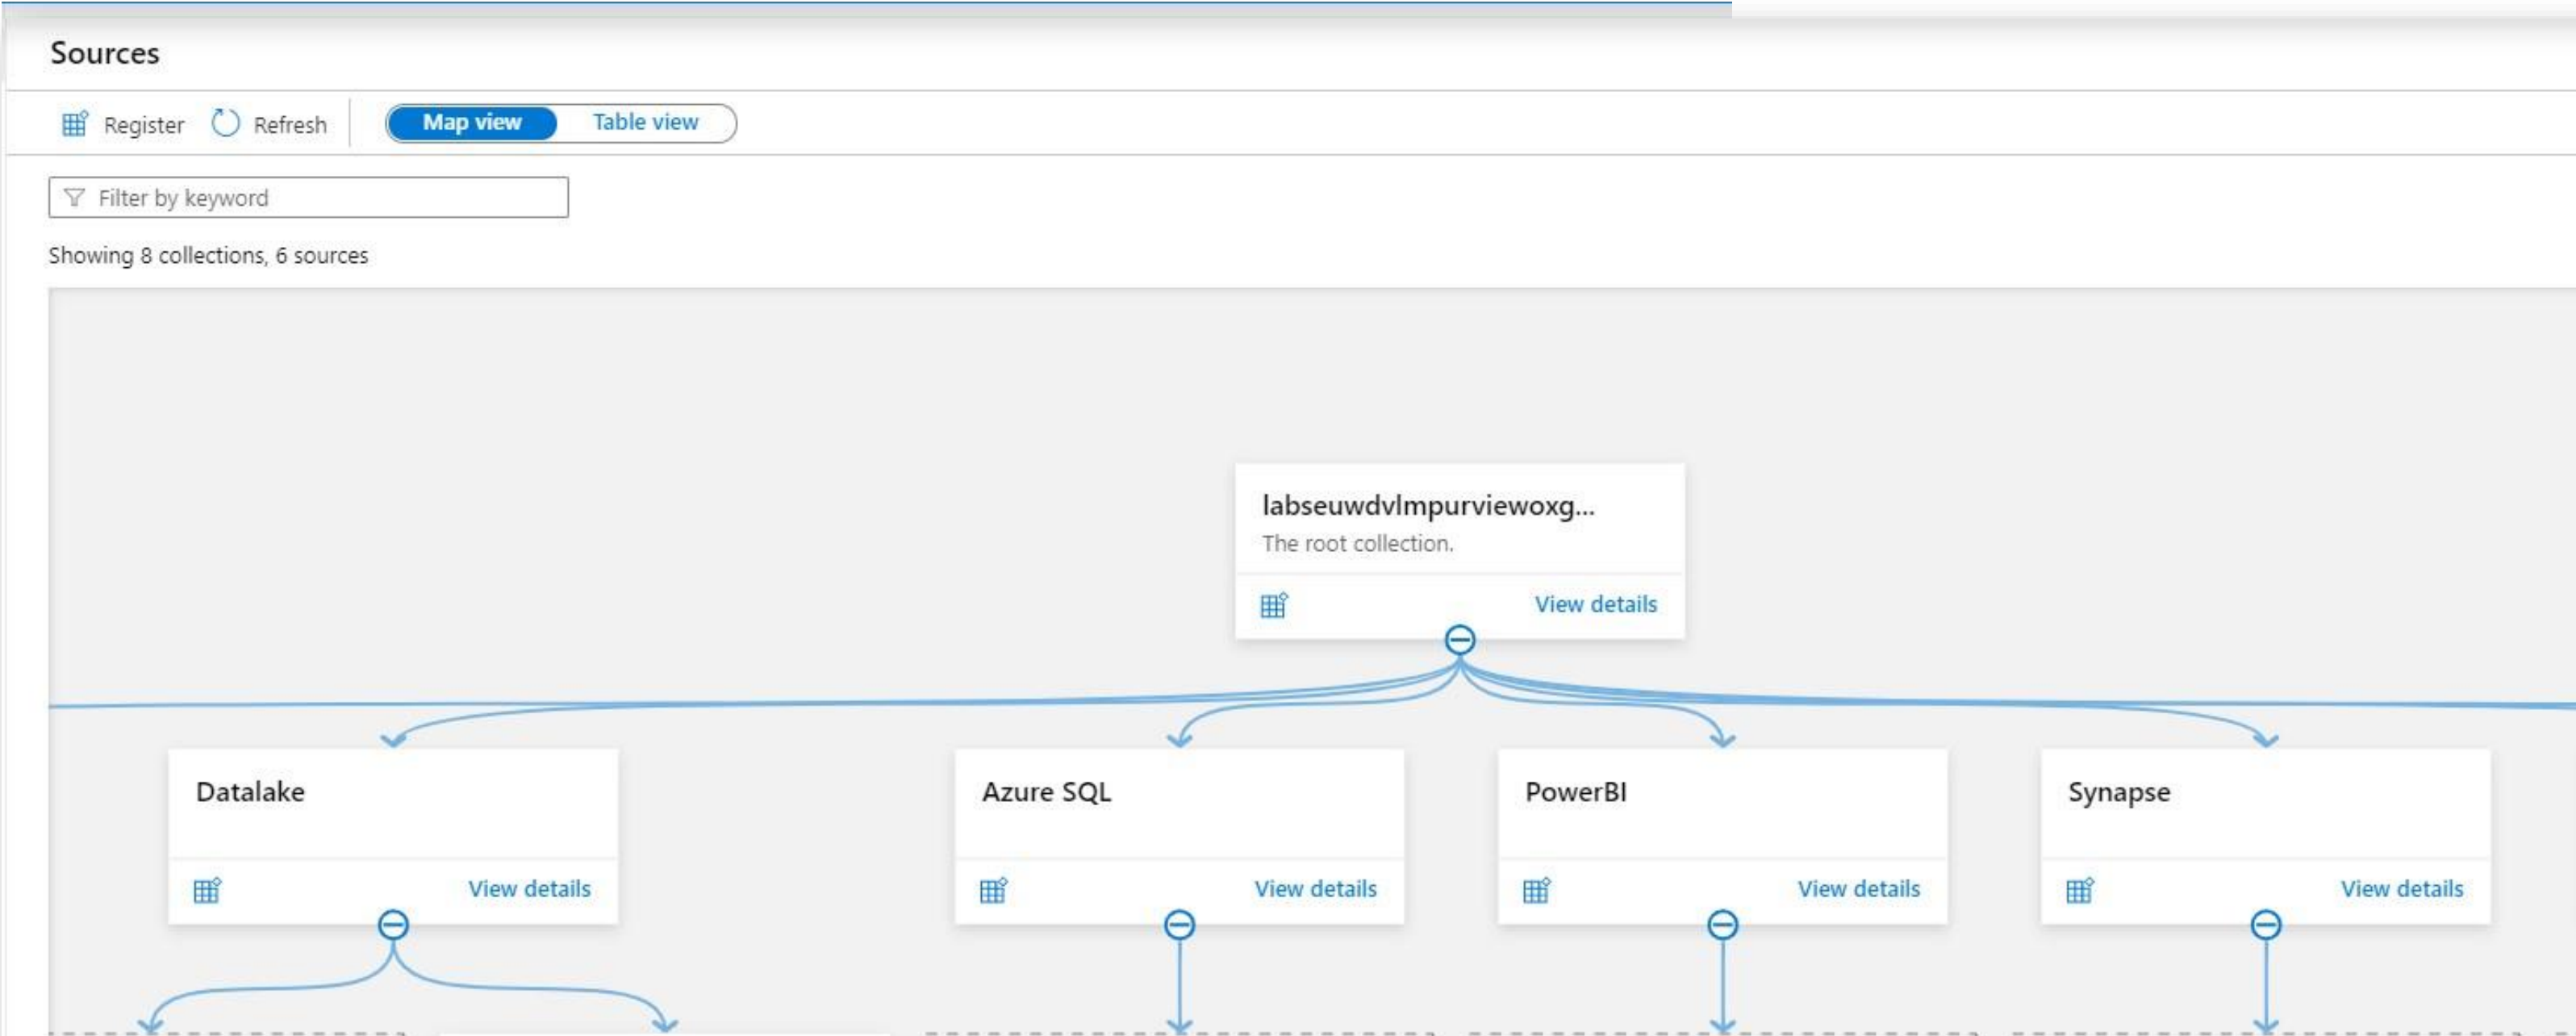 Sources
Register Refresh Map view Table view
Filter by keyword
Showing 8 collections, 6 sources
labseuwdvlmpurviewoxg...
The root collection.
View details
Datalake Azure SQL PowerBI Synapse
View details View details View details View details